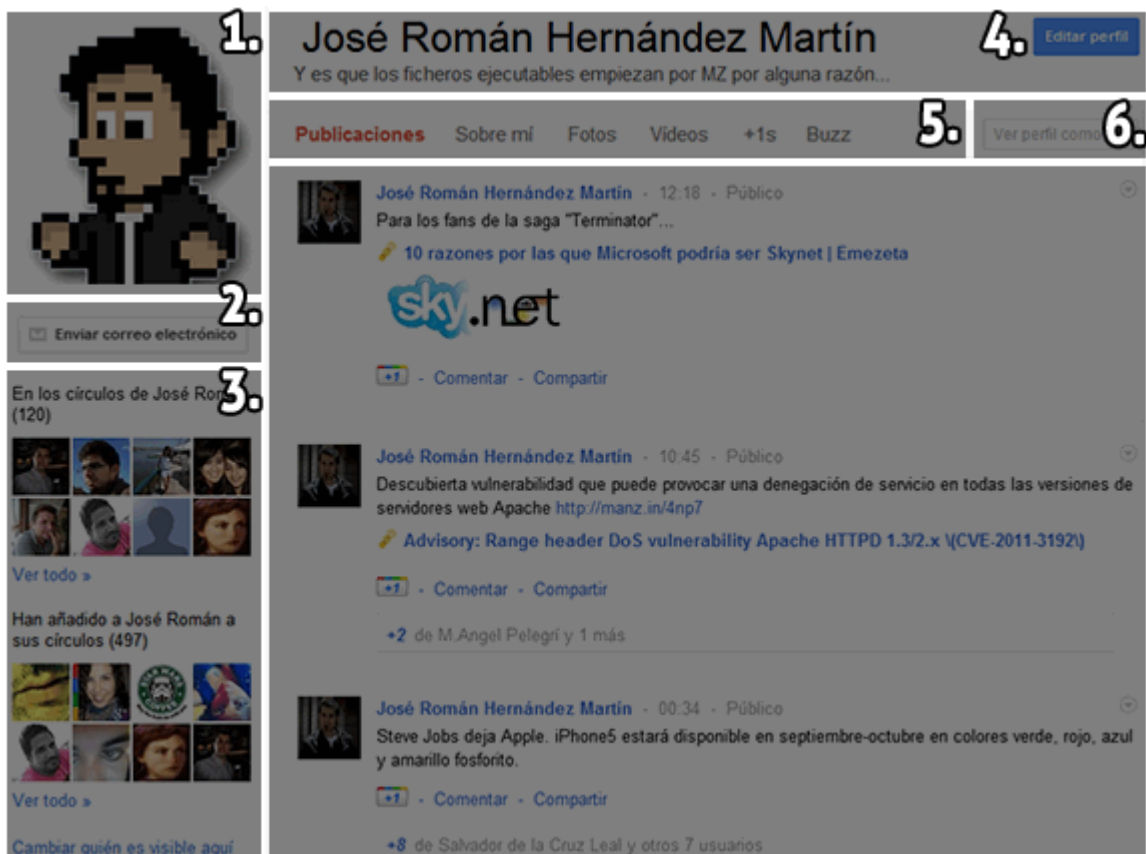 1.
José Román Hernández Martín
4.
Editar perfil
Y es que los ficheros ejecutables empiezan por MZ por alguna razón...
Publicaciones Sobre mí Fotos Vídeos +1s Buzz
5.
Ver perfil como
6.
2.
Enviar correo electrónico
3.
En los círculos de José Rom
(120)
Ver todo »
Han añadido a José Román a
sus círculos (497)
STAR WARS
COFFEE
Ver todo »
Cambiar quién es visible aquí
José Román Hernández Martín - 12:18 - Público
Para los fans de la saga "Terminator"...
10 razones por las que Microsoft podría ser Skynet | Emezeta
sky.net
+1 - Comentar - Compartir
José Román Hernández Martín - 10:45 - Público
Descubierta vulnerabilidad que puede provocar una denegación de servicio en todas las versiones de
servidores web Apache http://manz.in/4np7
Advisory: Range header DoS vulnerability Apache HTTPD 1.3/2.x \(CVE-2011-3192\)
+1 - Comentar - Compartir
+2 de M.Angel Pelegrí y 1 más
José Román Hernández Martín - 00:34 - Público
Steve Jobs deja Apple. iPhone5 estará disponible en septiembre-octubre en colores verde, rojo, azul
y amarillo fosforito.
+1 - Comentar - Compartir
+8 de Salvador de la Cruz Leal y otros 7 usuarios